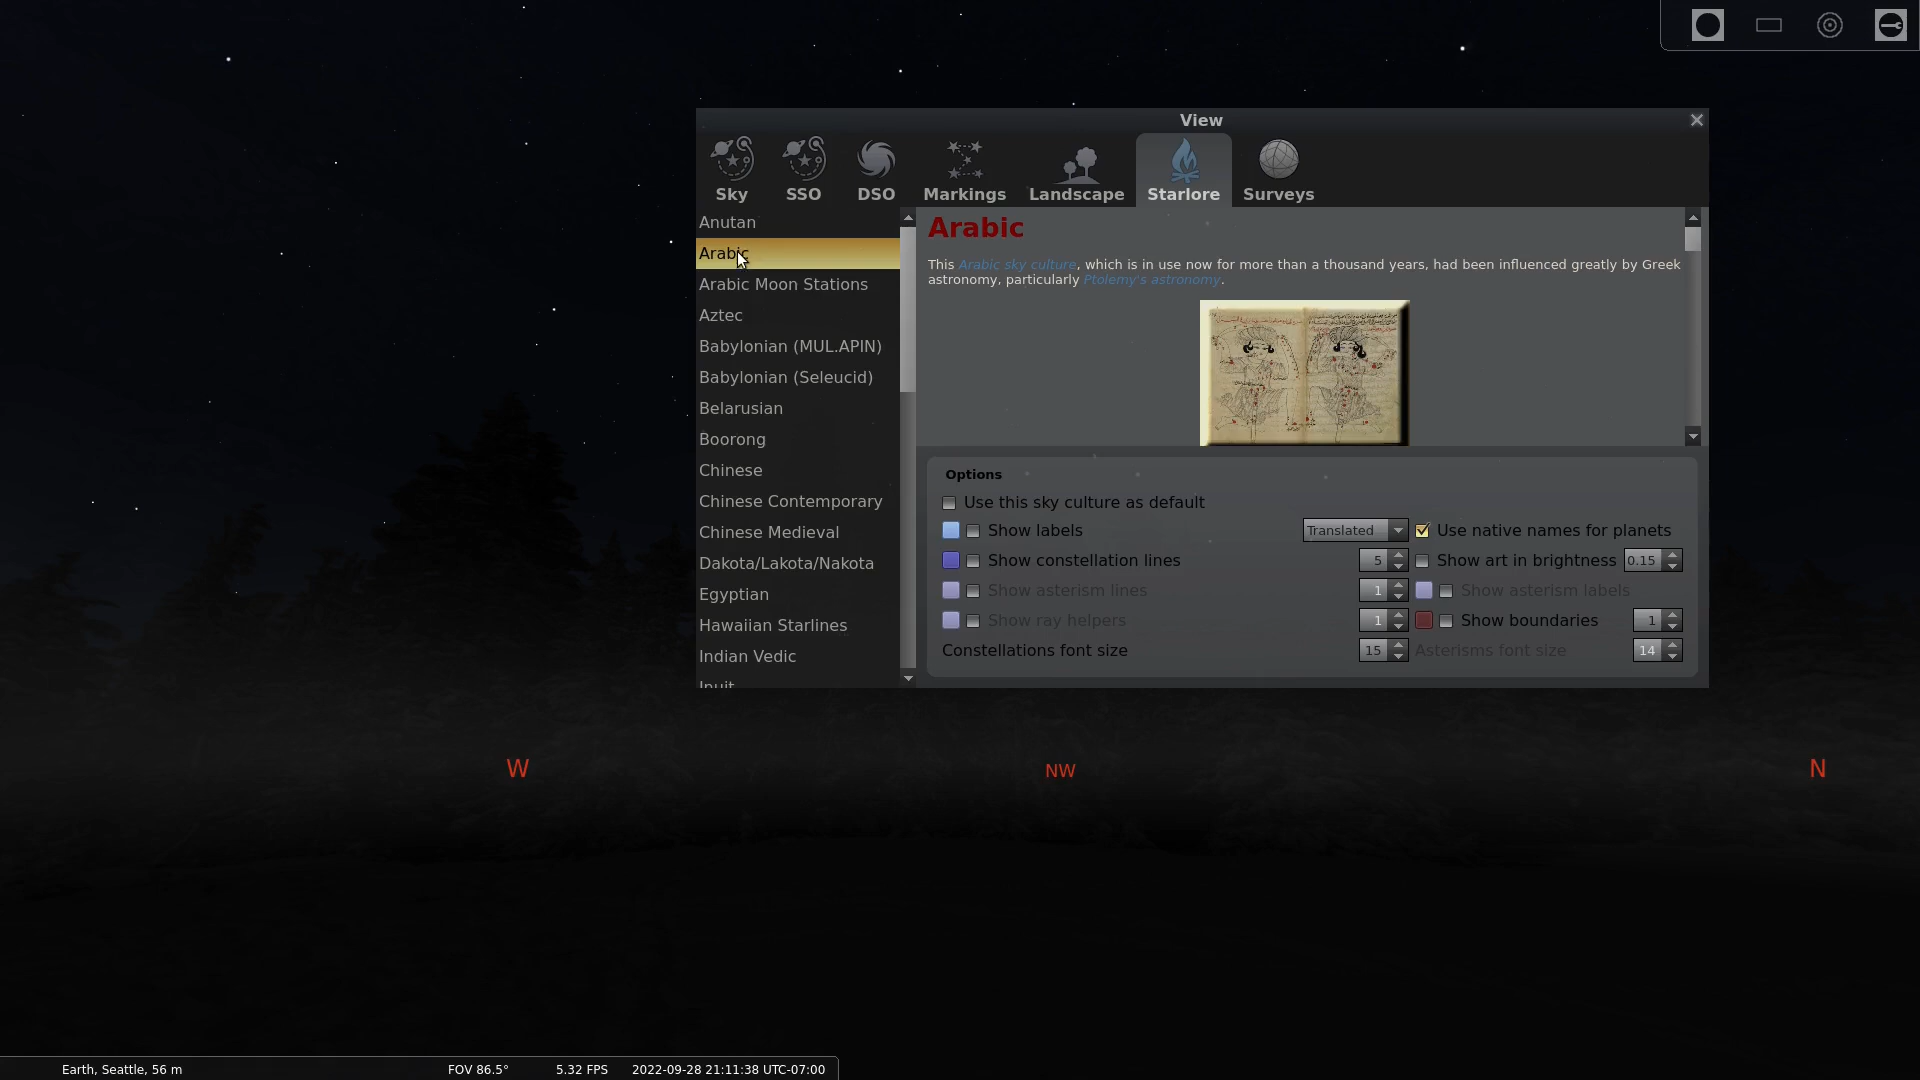 View
Sky
SSO
DSO
Markings
Landscape
Starlore
Surveys
Anutan
Arabic
Arabic Moon Stations
Aztec
Babylonian (MUL.APIN)
Babylonian (Seleucid)
Belarusian
Boorong
Chinese
Chinese Contemporary
Chinese Medieval
Dakota/Lakota/Nakota
Egyptian
Hawaiian Starlines
Indian Vedic
Inuit
Arabic
This Arabic sky culture, which is in use now for more than a thousand years, had been influenced greatly by Greek
astronomy, particularly Ptolemy's astronomy.
Options
Use this sky culture as default
Show labels Translated Use native names for planets
Show constellation lines 5 Show art in brightness 0.15
Show asterism lines 1 Show asterism labels
Show ray helpers 1 Show boundaries 1
Constellations font size 15 Asterisms font size 14
W NW N
Earth, Seattle, 56 m FOV 86.5° 5.32 FPS 2022-09-28 21:11:38 UTC-07:00